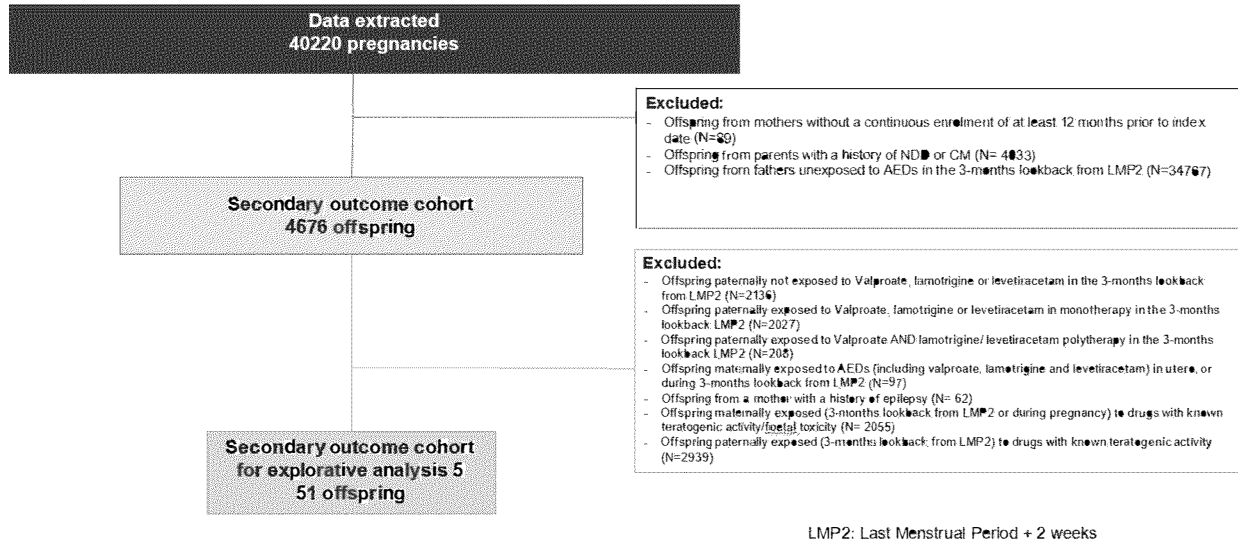 Data extracted
40220 pregnancies
Excluded:
- Offspring from mothers without a continuous enrolment of at least 12 months prior to index
date (N=89)
- Offspring from parents with a history of NDD or CM (N= 4833)
- Offspring from fathers unexposed to AEDs in the 3-months lookback from LMP2 (N=34767)
Secondary outcome cohort
4676 offspring
Excluded:
- Offspring paternally not exposed to Valproate, lamotrigine or levetiracetam in the 3-months lookback
from LMP2 (N=2136)
- Offspring paternally exposed to Valproate, lamotrigine or levetiracetam in monotherapy in the 3-months
lookback LMP2 (N=2027)
- Offspring paternally exposed to Valproate AND lamotrigine/ levetiracetam polytherapy in the 3-months
lookback LMP2 (N=208)
- Offspring maternally exposed to AEDs (including valproate, lamotrigine and levetiracetam) in utero, or
during 3-months lookback from LMP2 (N=97)
- Offspring from a mother with a history of epilepsy (N= 62)
- Offspring maternally exposed (3-months lookback from LMP2 or during pregnancy) to drugs with known
teratogenic activity/foetal toxicity (N= 2055)
- Offspring paternally exposed (3-months lookback from LMP2) to drugs with known teratogenic activity
(N=2939)
Secondary outcome cohort
for explorative analysis 5
51 offspring
LMP2: Last Menstrual Period + 2 weeks